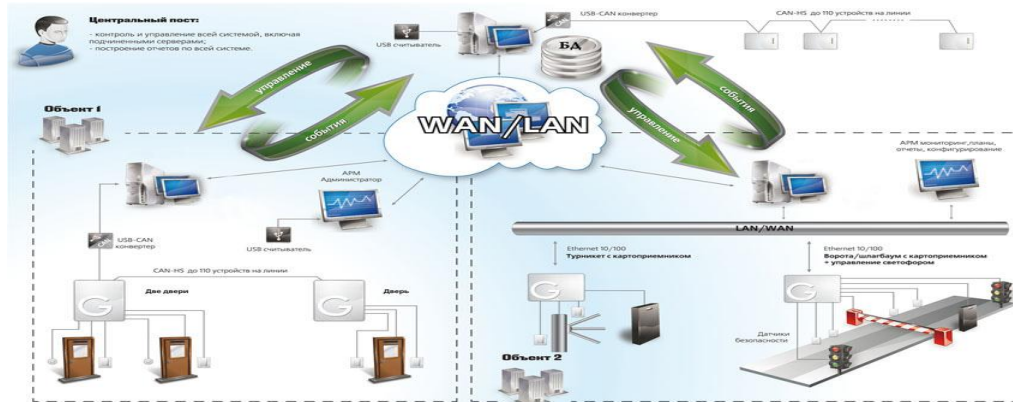 Центральный пост:
- контроль и управление всей системой, включая
подчиненными серверами;
- построение отчетов по всей системе.
USB считыватель
USB-CAN конвертер
CAN
БД
CAN-HS до 110 устройств на линии
управление
события
управление
события
WAN/LAN
Объект 1
АРМ
Администратор
USB-CAN
конвертер
CAN
USB считыватель
CAN-HS до 110 устройств на линии
G
Две двери
G
Дверь
АРМ мониторинг,планы,
отчеты, конфигурирование
LAN/WAN
Ethernet 10/100
Турникет с картоприемником
G
Объект 2
Ethernet 10/100
Ворота/шлагбаум с картоприемником
+ управление светофором
G
Датчики
безопасности